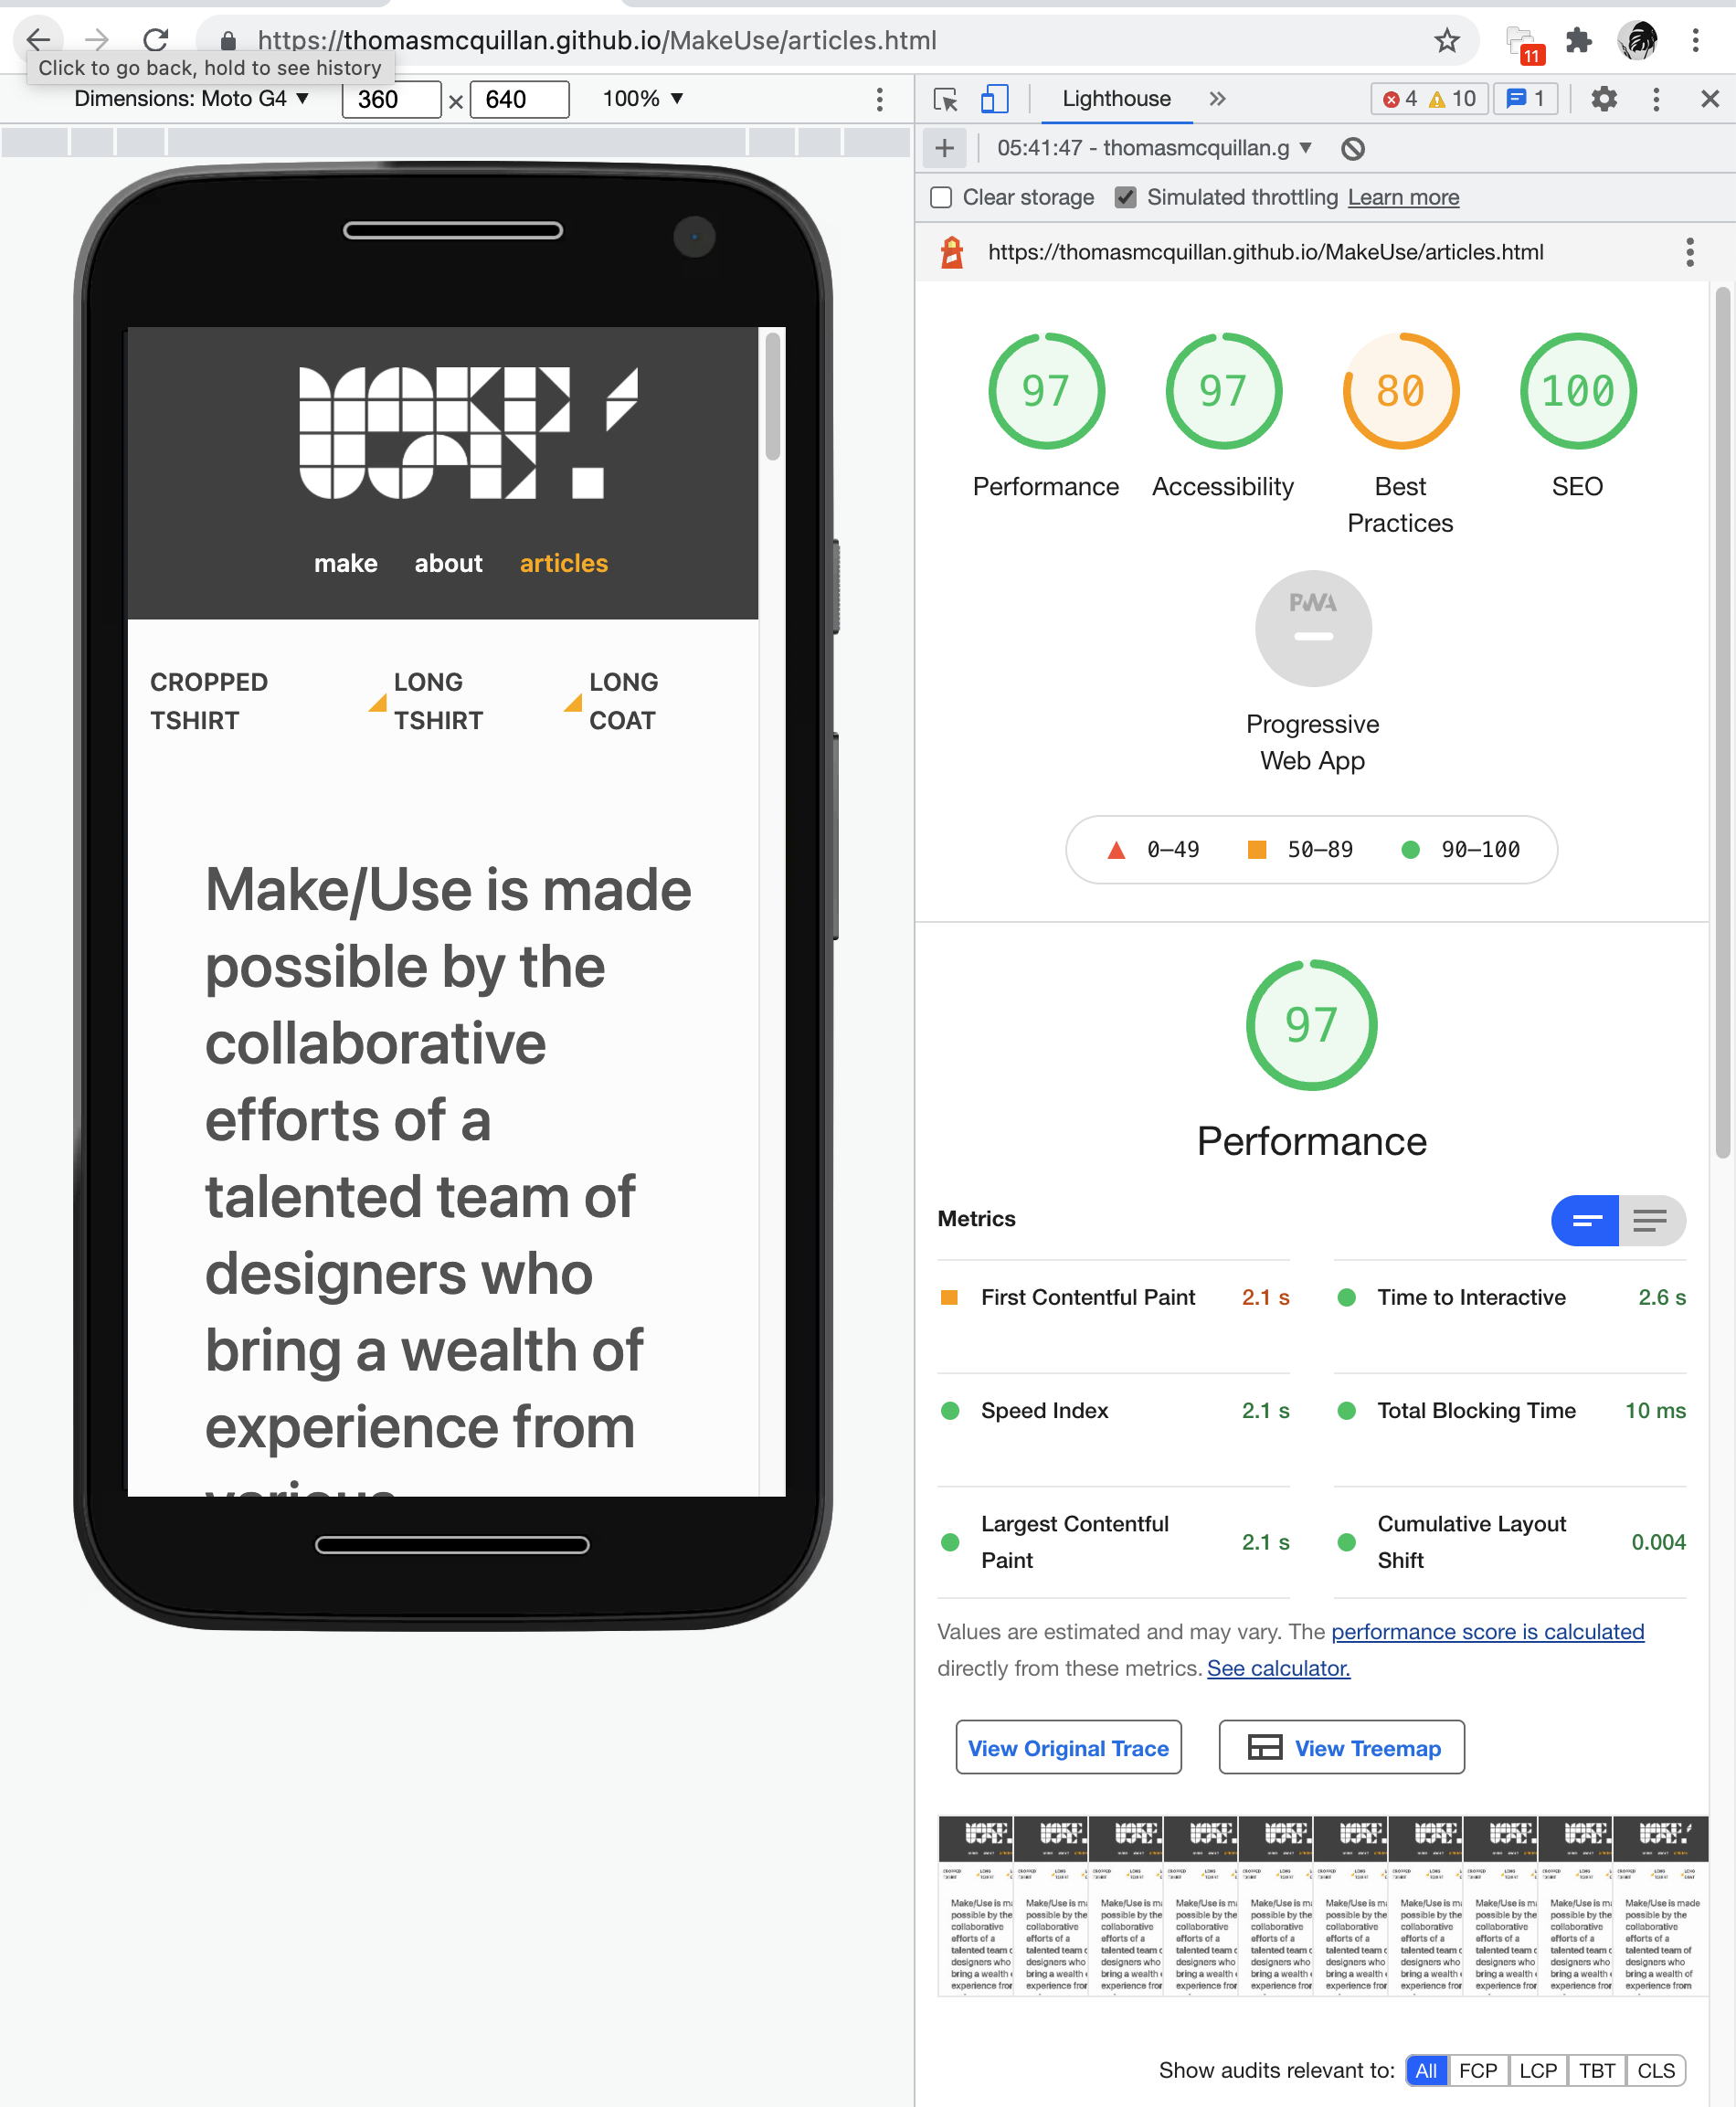 https://thomasmcquillan.github.io/MakeUse/articles.html
11
Click to go back, hold to see history
Dimensions: Moto G4 ▼
360 × 640
100% ▼
Lighthouse
4 10
1
05:41:47 - thomasmcquillan.g ▼
Clear storage
Simulated throttling
Learn more
https://thomasmcquillan.github.io/MakeUse/articles.html
MAKE/
USE.
make about articles
CROPPED
TSHIRT
LONG
TSHIRT
LONG
COAT
Make/Use is made
possible by the
collaborative
efforts of a
talented team of
designers who
bring a wealth of
experience from
various
97
Performance
97
Accessibility
80
Best
Practices
100
SEO
PWA
Progressive
Web App
0–49
50–89
90–100
97
Performance
Metrics
First Contentful Paint 2.1 s
Time to Interactive 2.6 s
Speed Index 2.1 s
Total Blocking Time 10 ms
Largest Contentful
Paint
2.1 s
Cumulative Layout
Shift
0.004
Values are estimated and may vary. The performance score is calculated
directly from these metrics. See calculator.
View Original Trace
View Treemap
Show audits relevant to: All FCP LCP TBT CLS